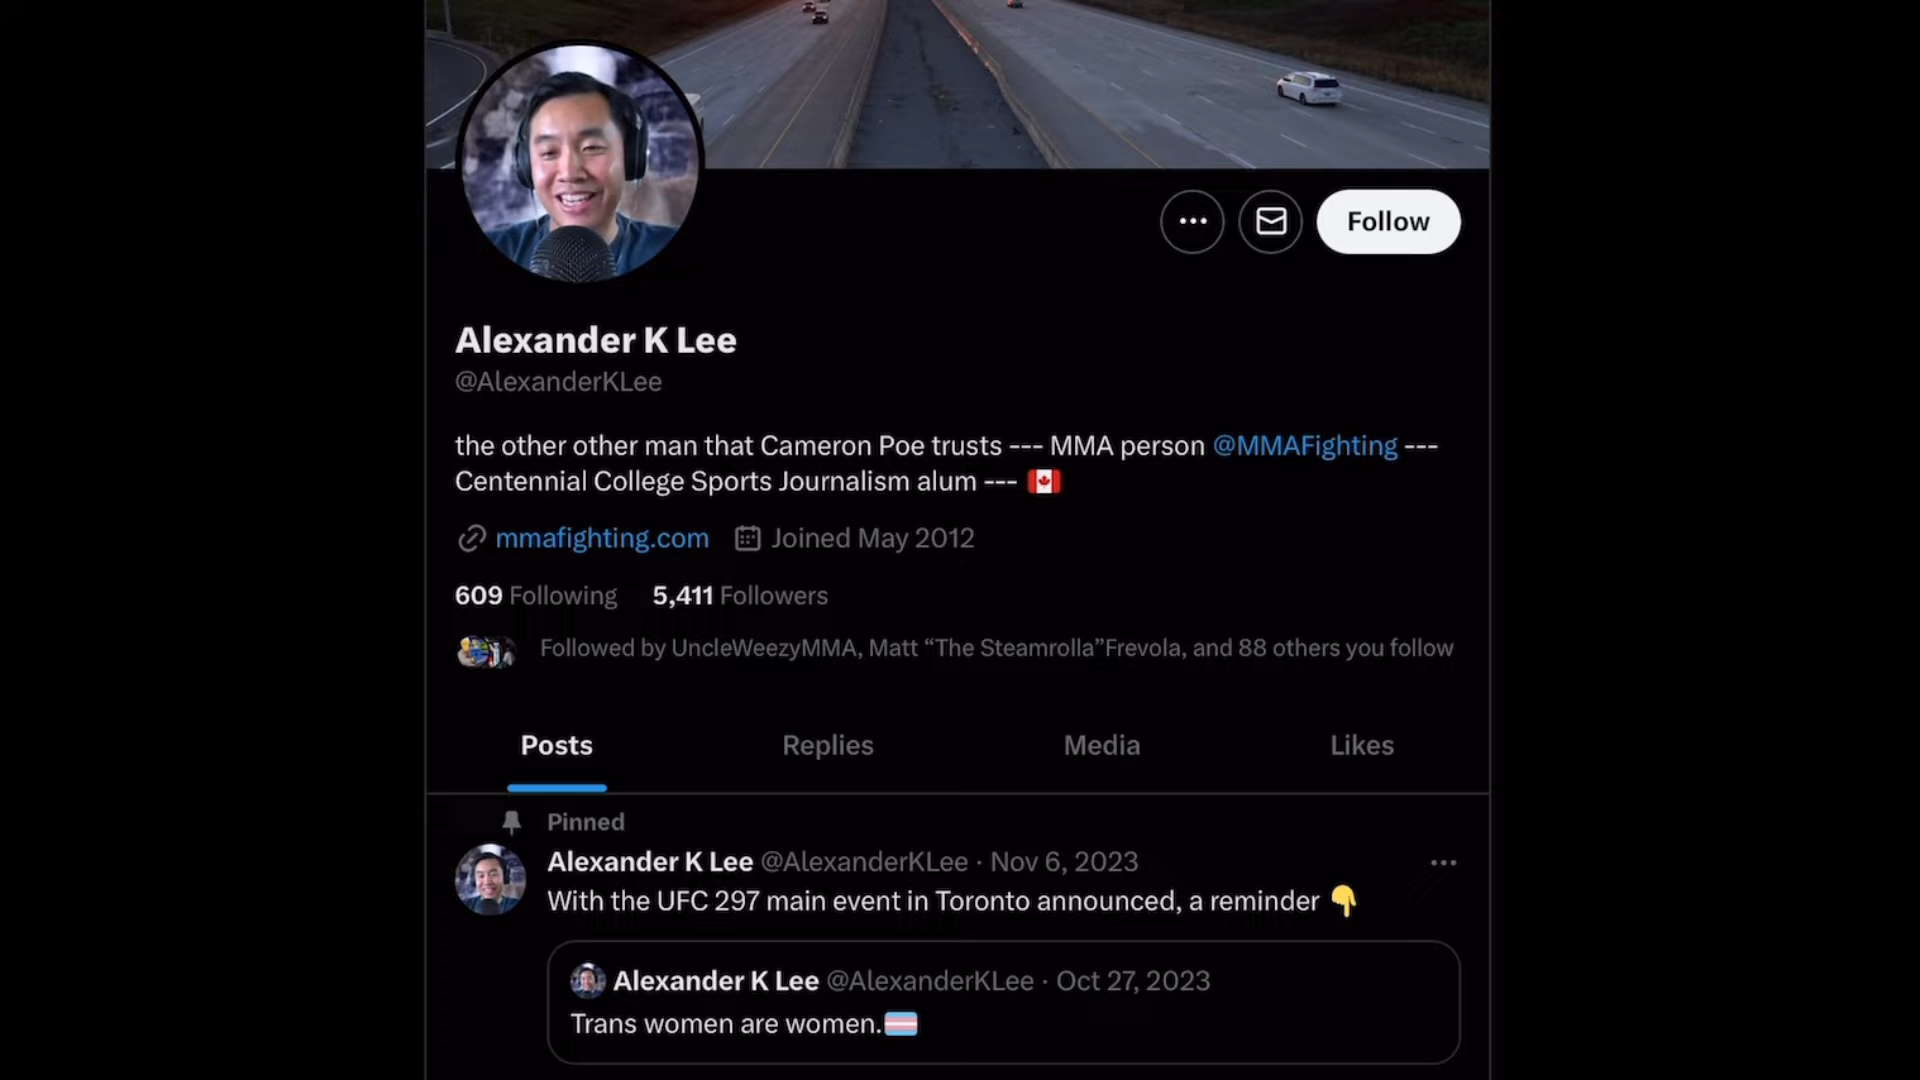 Follow
Alexander K Lee
@AlexanderKLee
the other other man that Cameron Poe trusts --- MMA person @MMAFighting ---
Centennial College Sports Journalism alum --- 🇨🇦
mmafighting.com Joined May 2012
609 Following 5,411 Followers
Followed by UncleWeezyMMA, Matt “The Steamrolla”Frevola, and 88 others you follow
Posts Replies Media Likes
Pinned
Alexander K Lee @AlexanderKLee · Nov 6, 2023
With the UFC 297 main event in Toronto announced, a reminder 👇
Alexander K Lee @AlexanderKLee · Oct 27, 2023
Trans women are women.🏳️‍⚧️